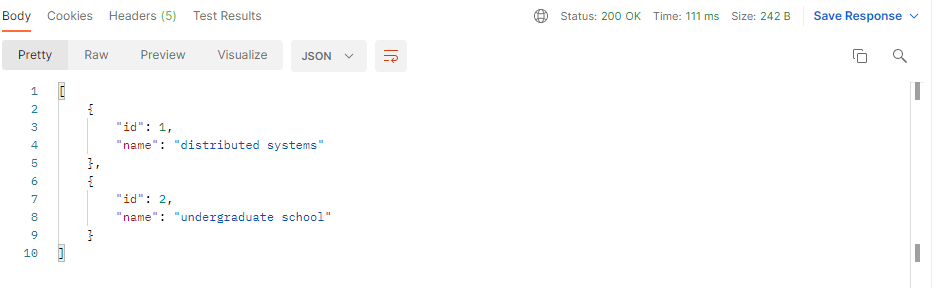 Body Cookies Headers (5) Test Results Status: 200 OK Time: 111 ms Size: 242 B Save Response
Pretty Raw Preview Visualize JSON
1 [
2 {
3 "id": 1,
4 "name": "distributed systems"
5 },
6 {
7 "id": 2,
8 "name": "undergraduate school"
9 }
10 ]